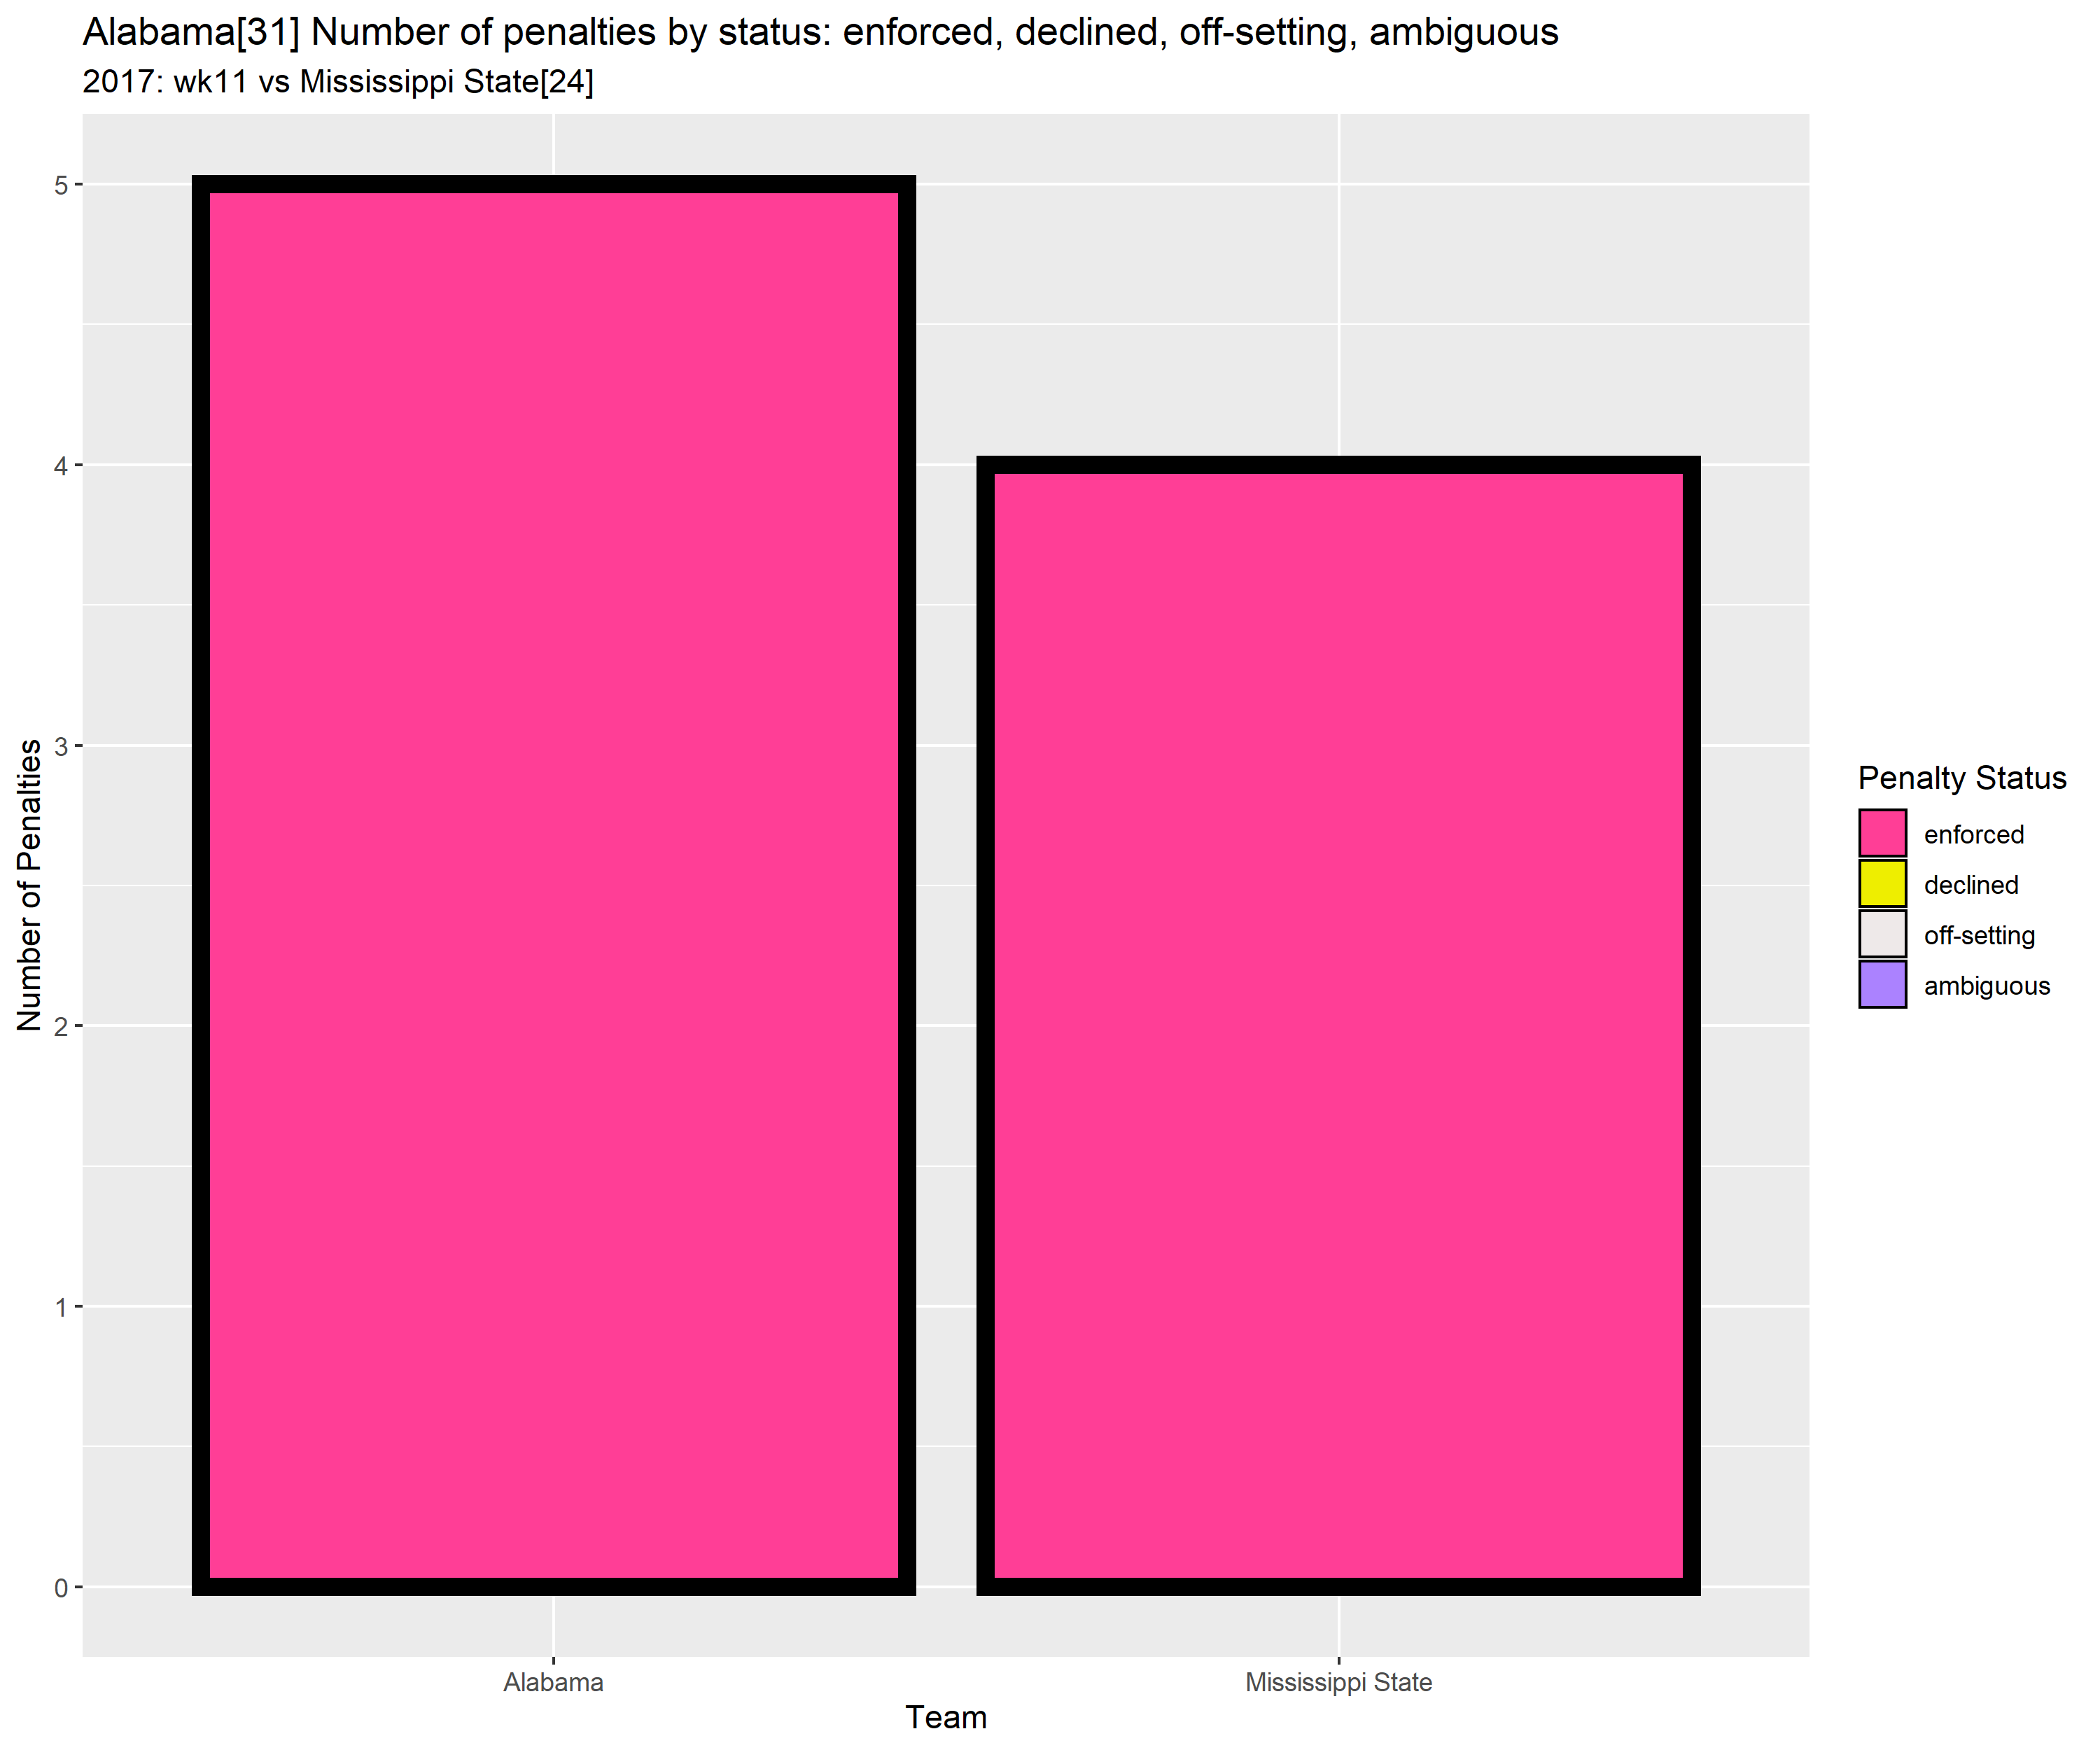 Alabama[31] Number of penalties by status: enforced, declined, off-setting, ambiguous
2017: wk11 vs Mississippi State[24]
Number of Penalties
5
4
3
2
1
0
Alabama
Mississippi State
Team
Penalty Status
enforced
declined
off-setting
ambiguous